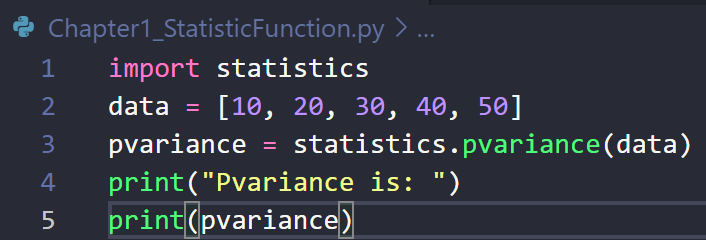 Chapter1_StatisticFunction.py > ...
1 import statistics
2 data = [10, 20, 30, 40, 50]
3 pvariance = statistics.pvariance(data)
4 print("Pvariance is: ")
5 print(pvariance)